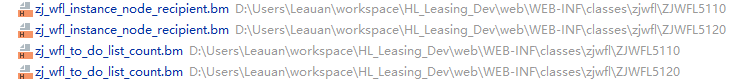 zj_wfl_instance_node_recipient.bm D:\Users\Leauan\workspace\HL_Leasing_Dev\web\WEB-INF\classes\zjwfl\ZJWFL5110
zj_wfl_instance_node_recipient.bm D:\Users\Leauan\workspace\HL_Leasing_Dev\web\WEB-INF\classes\zjwfl\ZJWFL5120
zj_wfl_to_do_list_count.bm D:\Users\Leauan\workspace\HL_Leasing_Dev\web\WEB-INF\classes\zjwfl\ZJWFL5110
zj_wfl_to_do_list_count.bm D:\Users\Leauan\workspace\HL_Leasing_Dev\web\WEB-INF\classes\zjwfl\ZJWFL5120